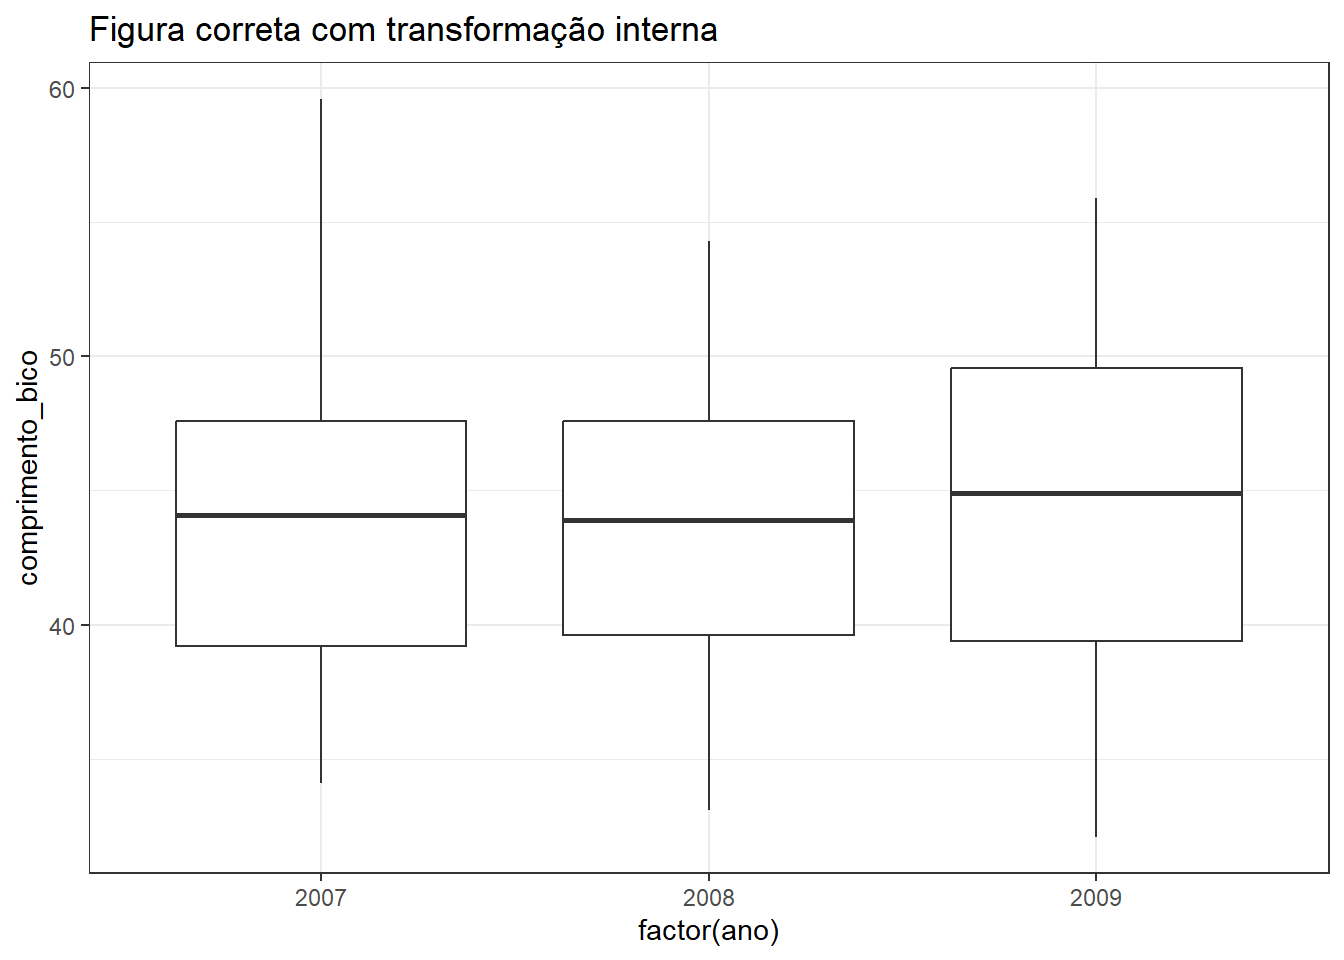 Figura correta com transformação interna
60
50
40
comprimento_bico
2007
2008
2009
factor(ano)